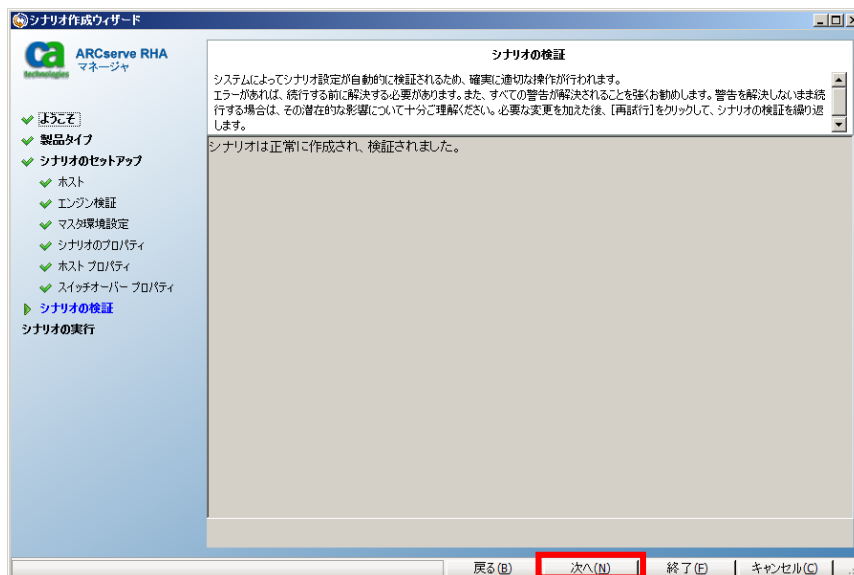 シナリオ作成ウィザード
ca
technologies
ARCserve RHA
マネージャ
ようこそ
製品タイプ
シナリオのセットアップ
ホスト
エンジン検証
マスタ環境設定
シナリオのプロパティ
ホスト プロパティ
スイッチオーバー プロパティ
シナリオの検証
シナリオの実行
シナリオの検証
システムによってシナリオ設定が自動的に検証されるため、確実に適切な操作が行われます。
エラーがあれば、続行する前に解決する必要があります。また、すべての警告が解決されることを強くお勧めします。警告を解決しないまま続
行する場合は、その潜在的な影響について十分ご理解ください。必要な変更を加えた後、[再試行]をクリックして、シナリオの検証を繰り返
します。
シナリオは正常に作成され、検証されました。
戻る(B)
次へ(N)
終了(F)
キャンセル(C)